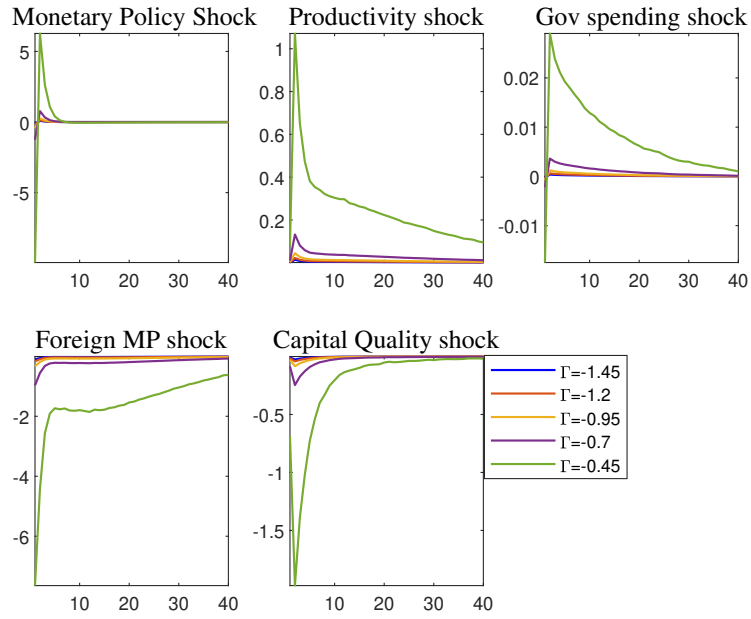 Monetary Policy Shock
5
0
-5
10 20 30 40
Productivity shock
1
0.8
0.6
0.4
0.2
10 20 30 40
Gov spending shock
0.02
0.01
0
-0.01
10 20 30 40
Foreign MP shock
-2
-4
-6
10 20 30 40
Capital Quality shock
-0.5
-1
-1.5
10 20 30 40
Γ=-1.45
Γ=-1.2
Γ=-0.95
Γ=-0.7
Γ=-0.45